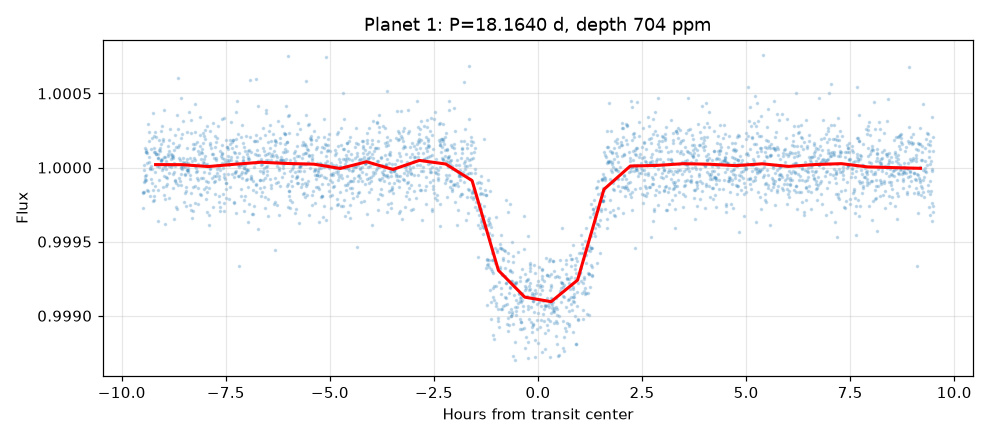 Planet 1: P=18.1640 d, depth 704 ppm
Flux
1.0005
1.0000
0.9995
0.9990
−10.0 −7.5 −5.0 −2.5 0.0 2.5 5.0 7.5 10.0
Hours from transit center